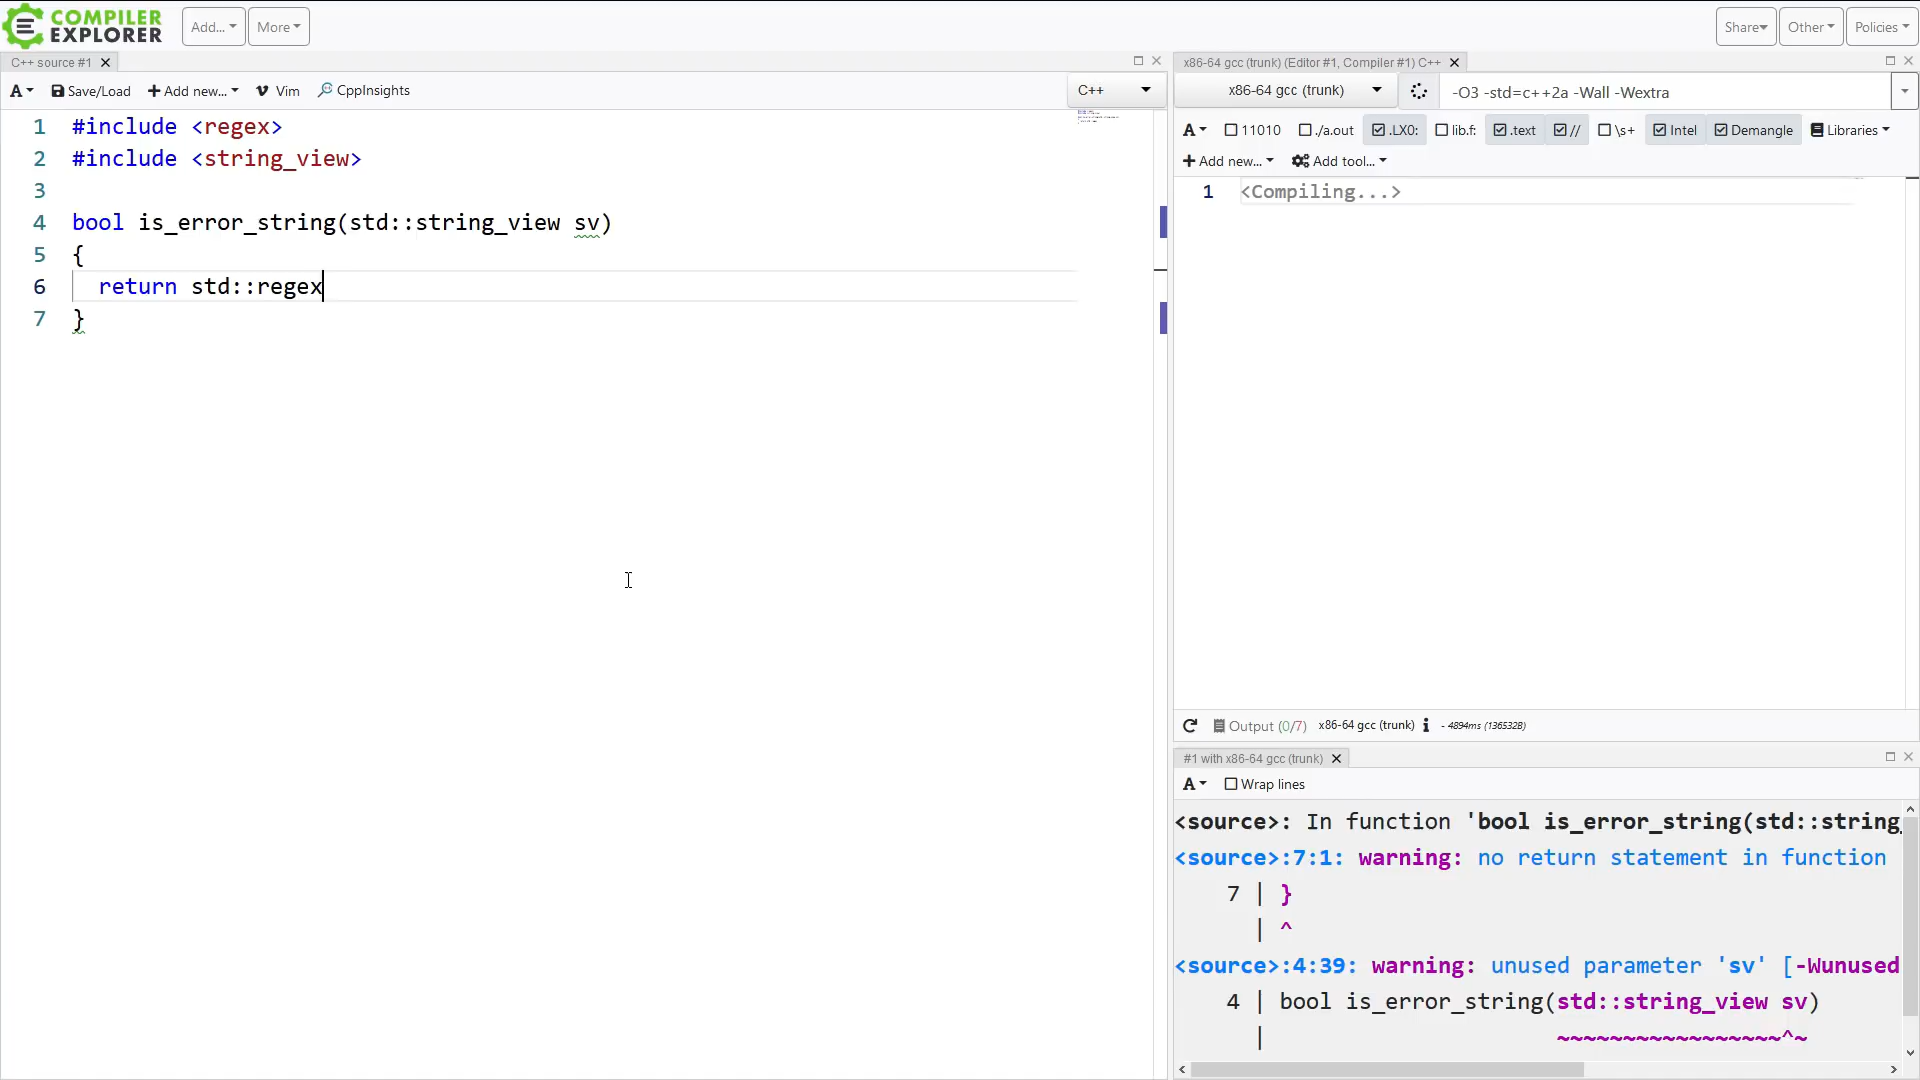 COMPILER
EXPLORER
Add...
More
Share
Other
Policies
C++ source #1
A
Save/Load
Add new...
Vim
CppInsights
C++
1 #include <regex>
2 #include <string_view>
3
4 bool is_error_string(std::string_view sv)
5 {
6 return std::regex
7 }
x86-64 gcc (trunk) (Editor #1, Compiler #1) C++
x86-64 gcc (trunk)
-O3 -std=c++2a -Wall -Wextra
A
11010
./a.out
.LX0:
lib.f:
.text
//
\s+
Intel
Demangle
Libraries
Add new...
Add tool...
1 <Compiling...>
Output (0/7) x86-64 gcc (trunk) - 4894ms (136532B)
#1 with x86-64 gcc (trunk)
A
Wrap lines
<source>: In function 'bool is_error_string(std::string_
<source>:7:1: warning: no return statement in function
7 | }
| ^
<source>:4:39: warning: unused parameter 'sv' [-Wunused
4 | bool is_error_string(std::string_view sv)
| ~~~~~~~~~~~~~~~~~^~